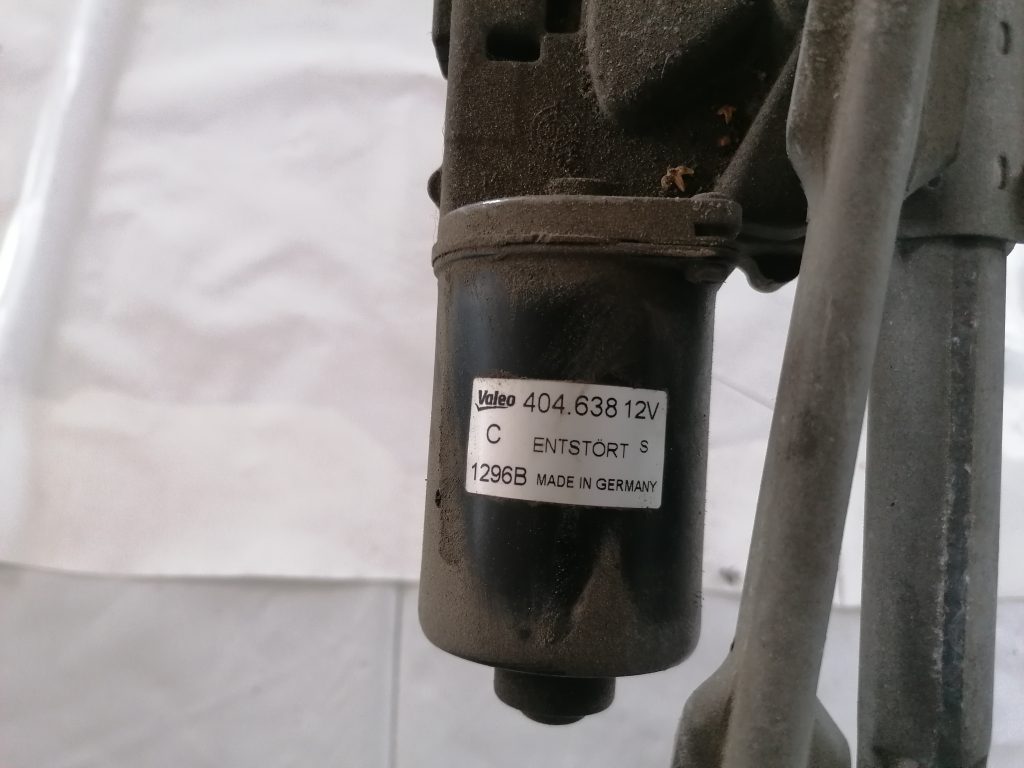 Valeo 404.638 12V
C ENTSTÖRT S
1296B MADE IN GERMANY